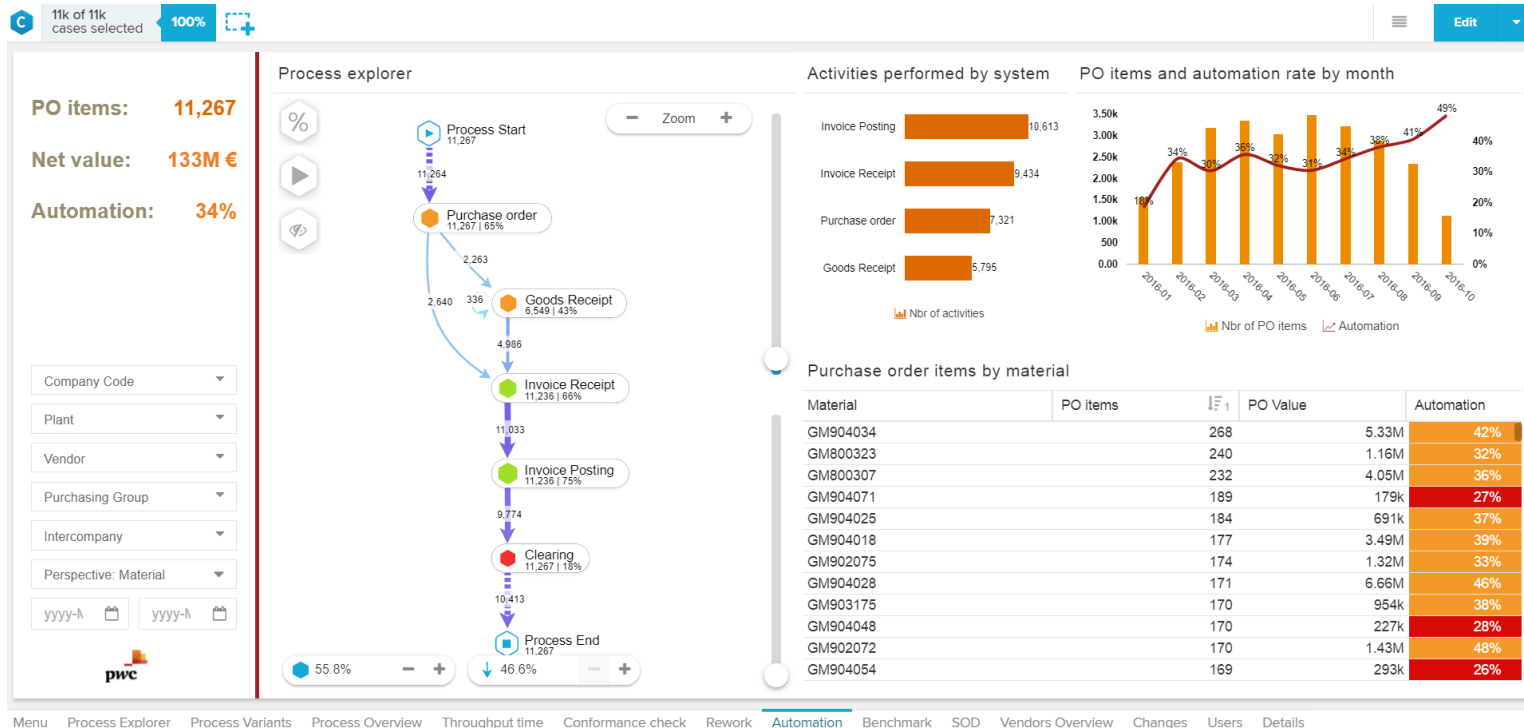 C
11k of 11k
cases selected
100%
Edit
PO items: 11,267
Net value: 133M €
Automation: 34%
Company Code
Plant
Vendor
Purchasing Group
Intercompany
Perspective: Material
yyyy-M yyyy-M
pwc
Process explorer
%
Zoom
Process Start
11,267
11,264
Purchase order
11,267 | 65%
2,263
2,640
336
Goods Receipt
6,549 | 43%
4,986
Invoice Receipt
11,236 | 66%
11,033
Invoice Posting
11,236 | 75%
9,774
Clearing
11,267 | 18%
10,413
Process End
11,267
55.8%
46.6%
Activities performed by system
Invoice Posting 10,613
Invoice Receipt 9,434
Purchase order 7,321
Goods Receipt 5,795
Nbr of activities
PO items and automation rate by month
3.50k
3.00k
2.50k
2.00k
1.50k
1.00k
500
0.00
18% 34% 30% 36% 32% 31% 34% 38% 41% 49%
40%
30%
20%
10%
0%
2016-01 2016-02 2016-03 2016-04 2016-05 2016-06 2016-07 2016-08 2016-09 2016-10
Nbr of PO items Automation
Purchase order items by material
Material PO items 1 PO Value Automation
GM904034 268 5.33M 42%
GM800323 240 1.16M 32%
GM800307 232 4.05M 36%
GM904071 189 179k 27%
GM904025 184 691k 37%
GM904018 177 3.49M 39%
GM902075 174 1.32M 33%
GM904028 171 6.66M 46%
GM903175 170 954k 38%
GM904048 170 227k 28%
GM902072 170 1.43M 48%
GM904054 169 293k 26%
Menu Process Explorer Process Variants Process Overview Throughput time Conformance check Rework Automation Benchmark SOD Vendors Overview Changes Users Details